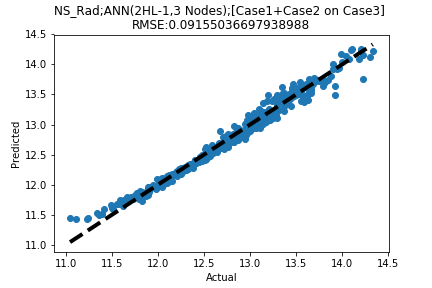 NS_Rad;ANN(2HL-1,3 Nodes);[Case1+Case2 on Case3]
RMSE:0.09155036697938988
14.5
14.0
13.5
13.0
12.5
12.0
11.5
11.0
Predicted
11.0 11.5 12.0 12.5 13.0 13.5 14.0 14.5
Actual